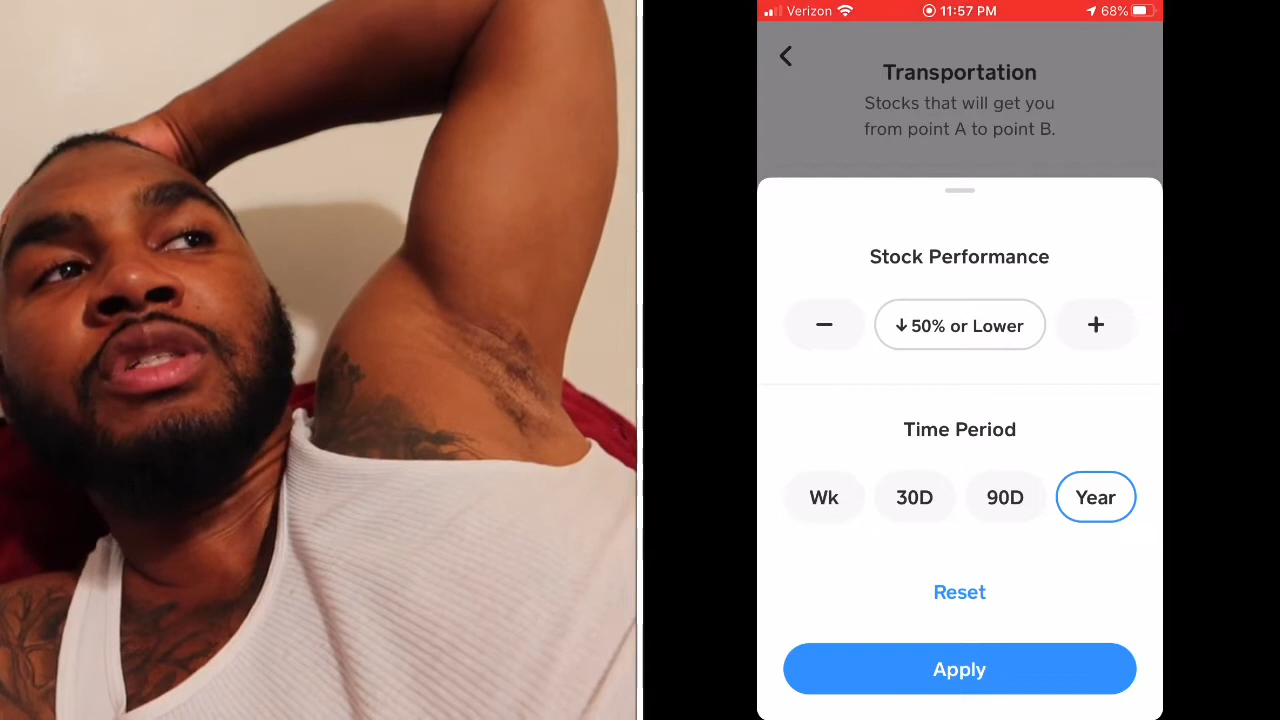 Verizon 11:57 PM 68%
Transportation
Stocks that will get you
from point A to point B.
Stock Performance
− ↓ 50% or Lower +
Time Period
Wk 30D 90D Year
Reset
Apply